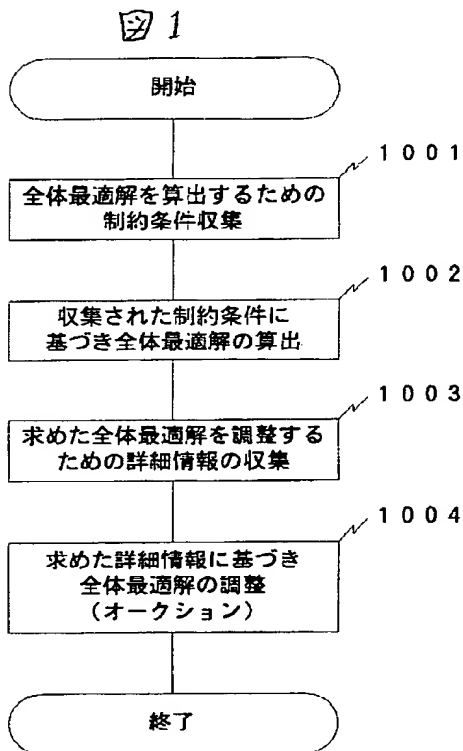 図1
開始
1001
全体最適解を算出するための
制約条件収集
1002
収集された制約条件に
基づき全体最適解の算出
1003
求めた全体最適解を調整する
ための詳細情報の収集
1004
求めた詳細情報に基づき
全体最適解の調整
(オークション)
終了